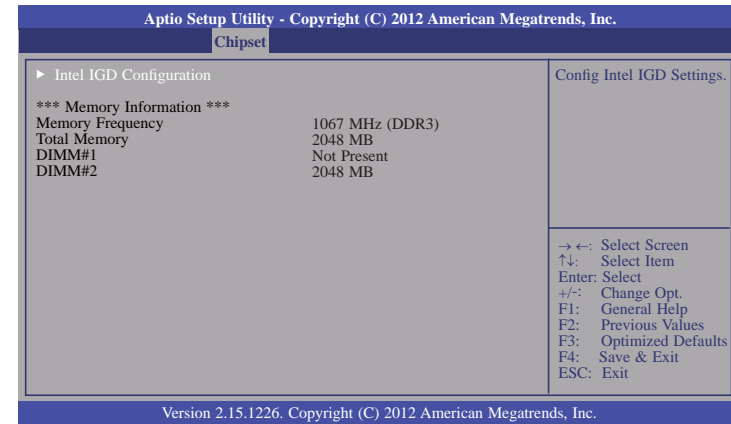 Aptio Setup Utility - Copyright (C) 2012 American Megatrends, Inc.
Chipset
▶ Intel IGD Configuration
*** Memory Information ***
Memory Frequency 1067 MHz (DDR3)
Total Memory 2048 MB
DIMM#1 Not Present
DIMM#2 2048 MB
Config Intel IGD Settings.
→ ←: Select Screen
↑↓: Select Item
Enter: Select
+/-: Change Opt.
F1: General Help
F2: Previous Values
F3: Optimized Defaults
F4: Save & Exit
ESC: Exit
Version 2.15.1226. Copyright (C) 2012 American Megatrends, Inc.